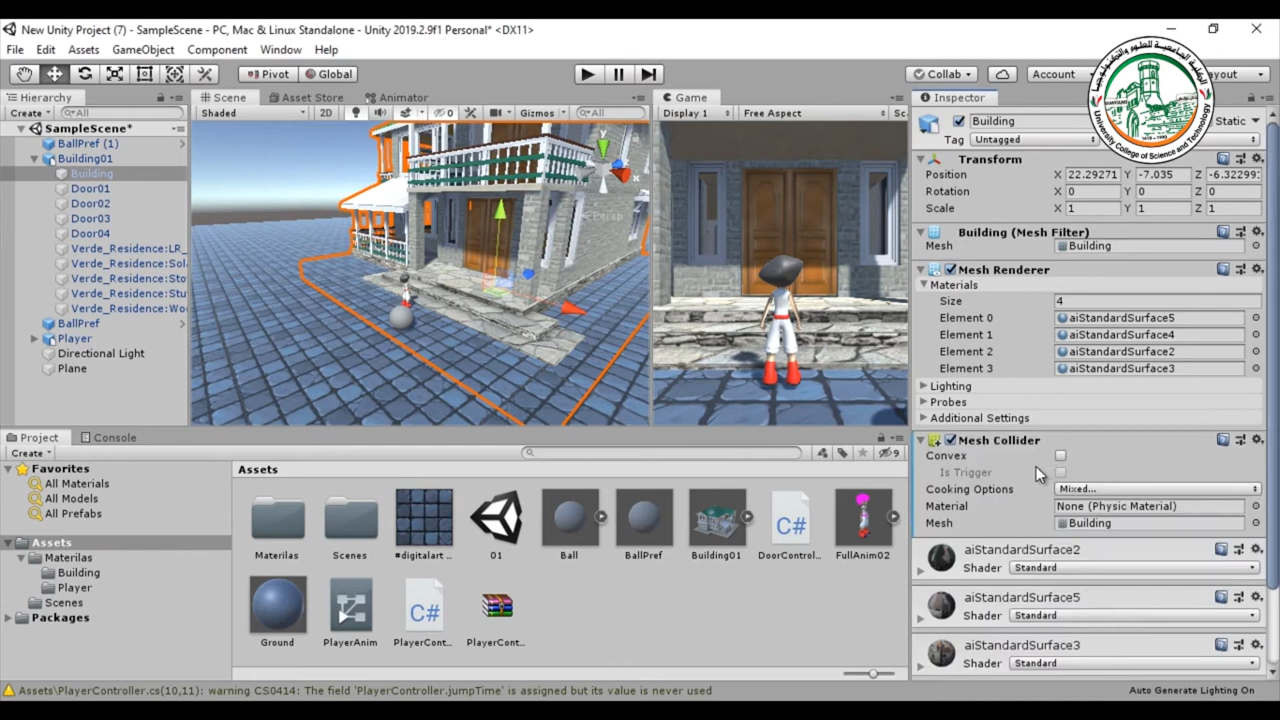 New Unity Project (7) - SampleScene - PC, Mac & Linux Standalone - Unity 2019.2.9f1 Personal* <DX11>
File Edit Assets GameObject Component Window Help
Pivot Global
Collab Account
Hierarchy
Create All
SampleScene*
BallPref (1)
Building01
Building
Door01
Door02
Door03
Door04
Verde_Residence:LR_
Verde_Residence:Sol
Verde_Residence:Sto
Verde_Residence:Stu
Verde_Residence:Wo
BallPref
Player
Directional Light
Plane
Scene Asset Store Animator
Shaded 2D 0 Gizmos All
y
x
Persp
Game
Display 1 Free Aspect Sc
Inspector
Building Static
Tag Untagged
Transform
Position X 22.29271 Y -7.035 Z -6.32299
Rotation X 0 Y 0 Z 0
Scale X 1 Y 1 Z 1
Building (Mesh Filter)
Mesh Building
Mesh Renderer
Materials
Size 4
Element 0 aiStandardSurface5
Element 1 aiStandardSurface4
Element 2 aiStandardSurface2
Element 3 aiStandardSurface3
Lighting
Probes
Additional Settings
Mesh Collider
Convex
Is Trigger
Cooking Options Mixed...
Material None (Physic Material)
Mesh Building
aiStandardSurface2
Shader Standard
aiStandardSurface5
Shader Standard
aiStandardSurface3
Shader Standard
Project Console
Create 9
Favorites
All Materials
All Models
All Prefabs
Assets
Materilas
Building
Player
Scenes
Packages
Assets
Materilas Scenes #digitalart ... 01 Ball BallPref Building01 DoorControl... FullAnim02
C#
Ground PlayerAnim PlayerCont... PlayerCont...
C#
Assets\PlayerController.cs(10,11): warning CS0414: The field 'PlayerController.jumpTime' is assigned but its value is never used
Auto Generate Lighting On
الكلية الجامعية للعلوم والتكنولوجيا
University College of Science and Technology